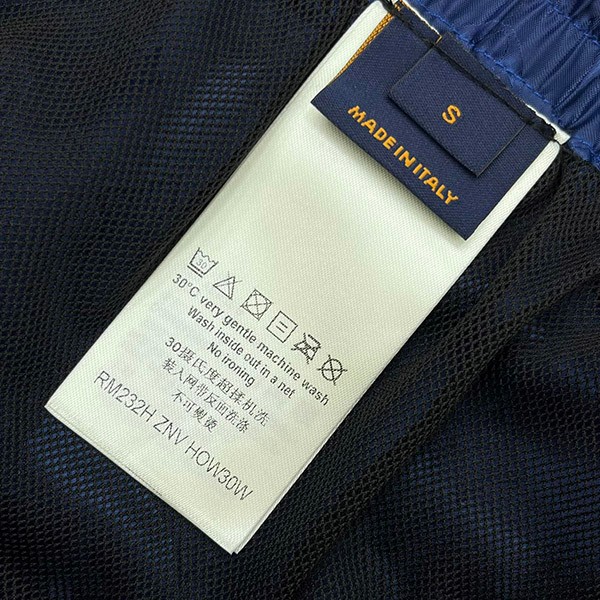 S
MADE IN ITALY
30
30°C very gentle machine wash
Wash inside out in a net
No ironing
30摄氏度超揉机洗
装入网带反面洗涤
不可熨烫
RM232H ZNV HOW30W